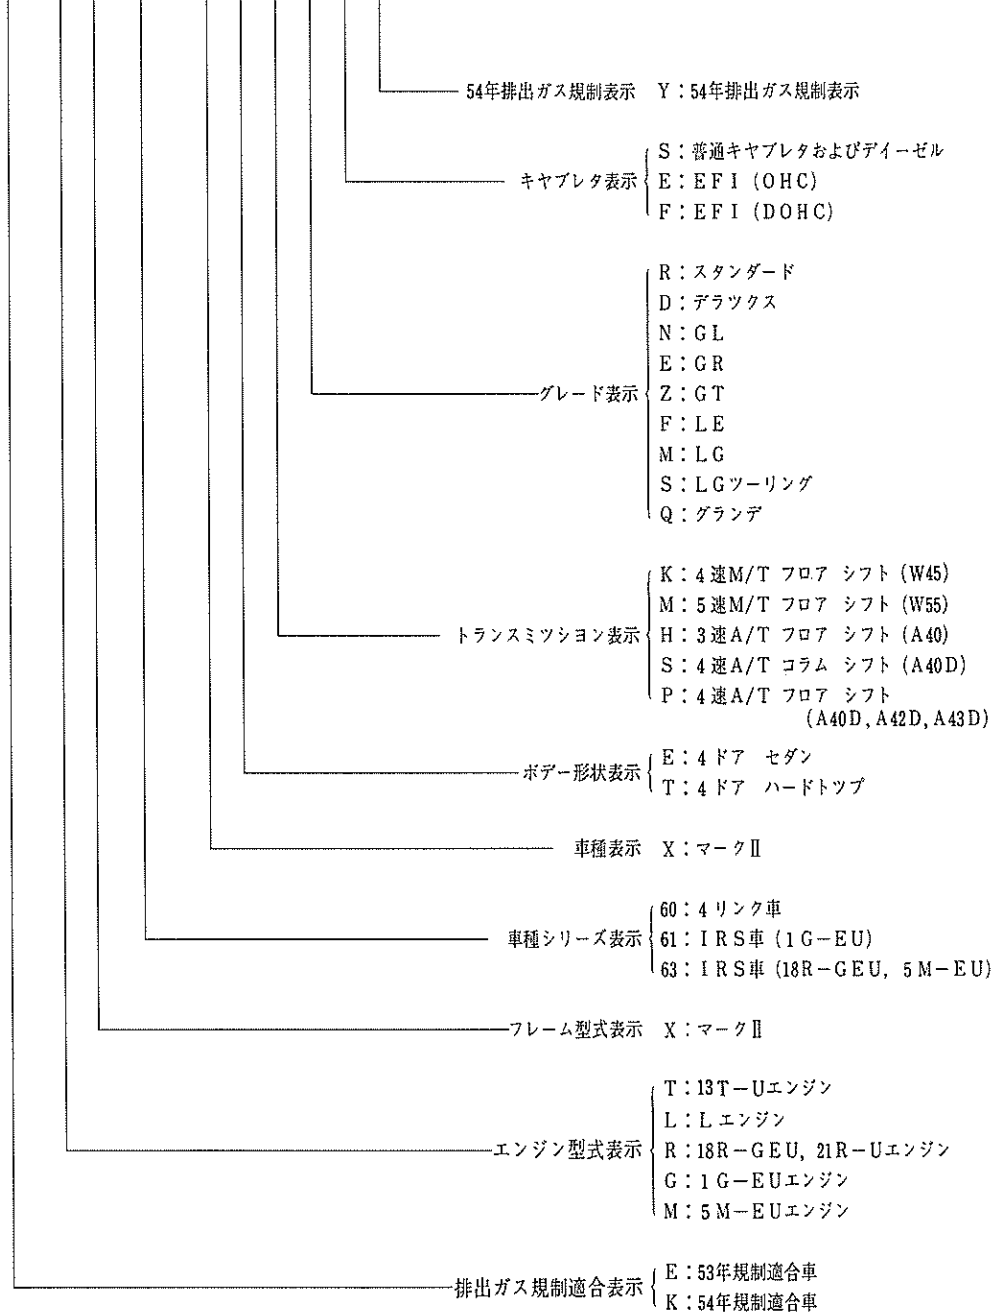 54年排出ガス規制表示 Y：54年排出ガス規制表示
キヤブレタ表示
S：普通キヤブレタおよびデイーゼル
E：EFI (OHC)
F：EFI (DOHC)
グレード表示
R：スタンダード
D：デラツクス
N：GL
E：GR
Z：GT
F：LE
M：LG
S：LGツーリング
Q：グランデ
トランスミツシヨン表示
K：4速M/T フロア シフト (W45)
M：5速M/T フロア シフト (W55)
H：3速A/T フロア シフト (A40)
S：4速A/T コラム シフト (A40D)
P：4速A/T フロア シフト
(A40D, A42D, A43D)
ボデー形状表示
E：4ドア セダン
T：4ドア ハードトツプ
車種表示 X：マークⅡ
車種シリーズ表示
60：4リンク車
61：IRS車 (1G-EU)
63：IRS車 (18R-GEU, 5M-EU)
フレーム型式表示 X：マークⅡ
エンジン型式表示
T：13T-Uエンジン
L：Lエンジン
R：18R-GEU, 21R-Uエンジン
G：1G-EUエンジン
M：5M-EUエンジン
排出ガス規制適合表示
E：53年規制適合車
K：54年規制適合車